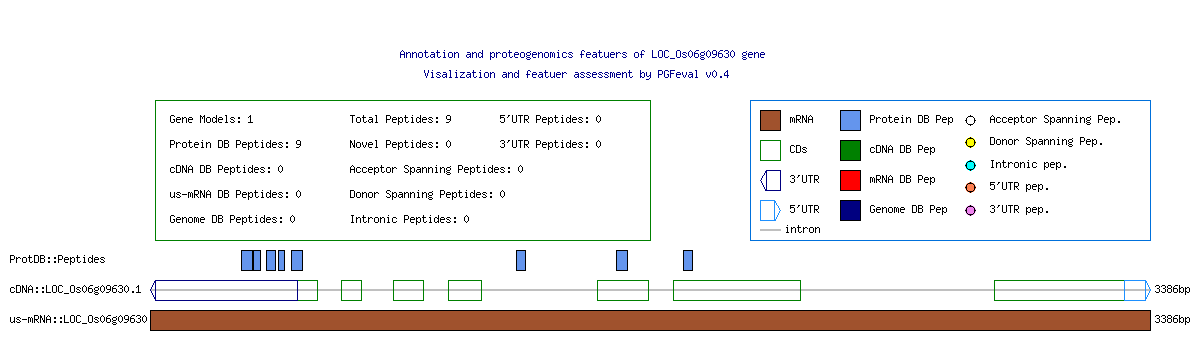 Annotation and proteogenomics featuers of LOC_Os06g09630 gene
Visalization and featuer assessment by PGFeval v0.4
Gene Models: 1 Total Peptides: 9 5'UTR Peptides: 0
Protein DB Peptides: 9 Novel Peptides: 0 3'UTR Peptides: 0
cDNA DB Peptides: 0 Acceptor Spanning Peptides: 0
us-mRNA DB Peptides: 0 Donor Spanning Peptides: 0
Genome DB Peptides: 0 Intronic Peptides: 0
mRNA Protein DB Pep Acceptor Spanning Pep.
CDs cDNA DB Pep Donor Spanning Pep.
3'UTR mRNA DB Pep Intronic pep.
5'UTR Genome DB Pep 5'UTR pep.
intron 3'UTR pep.
ProtDB::Peptides
cDNA::LOC_Os06g09630.1 3386bp
us-mRNA::LOC_Os06g09630 3386bp